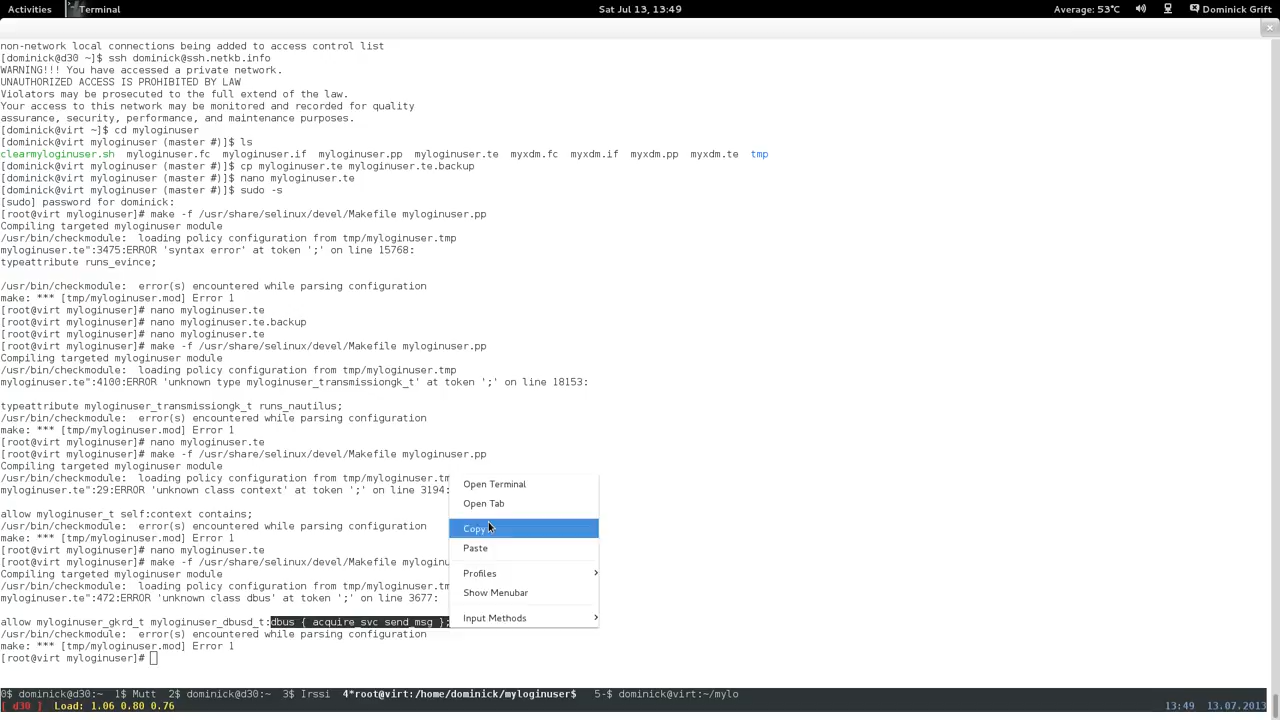 Activities Terminal Sat Jul 13, 13:49 Average: 53°C Dominick Grift
non-network local connections being added to access control list
[dominick@d30 ~]$ ssh dominick@ssh.netkb.info
WARNING!!! You have accessed a private network.
UNAUTHORIZED ACCESS IS PROHIBITED BY LAW
Violators may be prosecuted to the full extend of the law.
Your access to this network may be monitored and recorded for quality
assurance, security, performance, and maintenance purposes.
[dominick@virt ~]$ cd myloginuser
[dominick@virt myloginuser (master #)]$ ls
clearmyloginuser.sh myloginuser.fc myloginuser.if myloginuser.pp myloginuser.te myxdm.fc myxdm.if myxdm.pp myxdm.te tmp
[dominick@virt myloginuser (master #)]$ cp myloginuser.te myloginuser.te.backup
[dominick@virt myloginuser (master #)]$ nano myloginuser.te
[dominick@virt myloginuser (master #)]$ sudo -s
[sudo] password for dominick:
[root@virt myloginuser]# make -f /usr/share/selinux/devel/Makefile myloginuser.pp
Compiling targeted myloginuser module
/usr/bin/checkmodule:  loading policy configuration from tmp/myloginuser.tmp
myloginuser.te":3475:ERROR 'syntax error' at token ';' on line 15768:
typeattribute runs_evince;
/usr/bin/checkmodule:  error(s) encountered while parsing configuration
make: *** [tmp/myloginuser.mod] Error 1
[root@virt myloginuser]# nano myloginuser.te
[root@virt myloginuser]# nano myloginuser.te.backup
[root@virt myloginuser]# nano myloginuser.te
[root@virt myloginuser]# make -f /usr/share/selinux/devel/Makefile myloginuser.pp
Compiling targeted myloginuser module
/usr/bin/checkmodule:  loading policy configuration from tmp/myloginuser.tmp
myloginuser.te":4100:ERROR 'unknown type myloginuser_transmissiongk_t' at token ';' on line 18153:
typeattribute myloginuser_transmissiongk_t runs_nautilus;
/usr/bin/checkmodule:  error(s) encountered while parsing configuration
make: *** [tmp/myloginuser.mod] Error 1
[root@virt myloginuser]# nano myloginuser.te
[root@virt myloginuser]# make -f /usr/share/selinux/devel/Makefile myloginuser.pp
Compiling targeted myloginuser module
/usr/bin/checkmodule:  loading policy configuration from tmp/myloginuser.tm
myloginuser.te":29:ERROR 'unknown class context' at token ';' on line 3194:
allow myloginuser_t self:context contains;
/usr/bin/checkmodule:  error(s) encountered while parsing configuration
make: *** [tmp/myloginuser.mod] Error 1
[root@virt myloginuser]# nano myloginuser.te
[root@virt myloginuser]# make -f /usr/share/selinux/devel/Makefile myloginu
Compiling targeted myloginuser module
/usr/bin/checkmodule:  loading policy configuration from tmp/myloginuser.tm
myloginuser.te":472:ERROR 'unknown class dbus' at token ';' on line 3677:
allow myloginuser_gkrd_t myloginuser_dbusd_t:dbus { acquire_svc send_msg };
/usr/bin/checkmodule:  error(s) encountered while parsing configuration
make: *** [tmp/myloginuser.mod] Error 1
[root@virt myloginuser]#
Open Terminal
Open Tab
Copy
Paste
Profiles
Show Menubar
Input Methods
0$ dominick@d30:~ 1$ Mutt 2$ dominick@d30:~ 3$ Irssi 4*root@virt:/home/dominick/myloginuser$ 5-$ dominick@virt:~/mylo
[ d30 ] Load: 1.06 0.80 0.76 13:49 13.07.2013